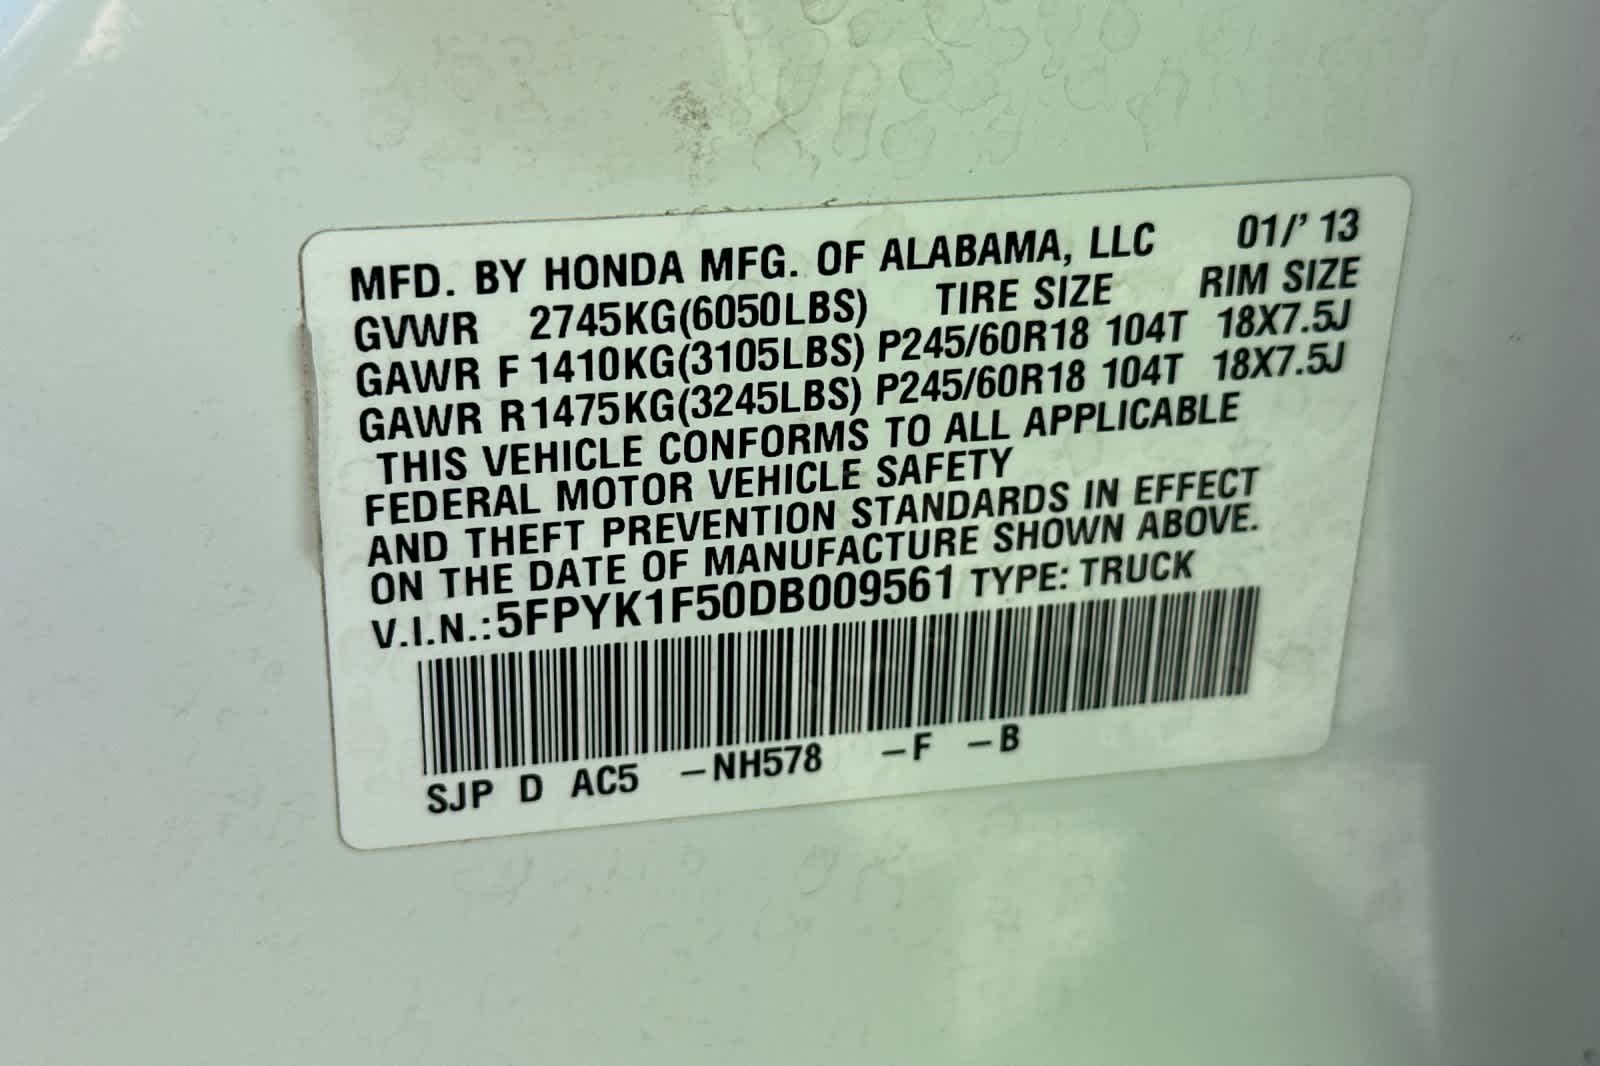 MFD. BY HONDA MFG. OF ALABAMA, LLC 01/' 13
GVWR 2745KG(6050LBS) TIRE SIZE RIM SIZE
GAWR F 1410KG(3105LBS) P245/60R18 104T 18X7.5J
GAWR R1475KG(3245LBS) P245/60R18 104T 18X7.5J
THIS VEHICLE CONFORMS TO ALL APPLICABLE
FEDERAL MOTOR VEHICLE SAFETY
AND THEFT PREVENTION STANDARDS IN EFFECT
ON THE DATE OF MANUFACTURE SHOWN ABOVE.
V.I.N.:5FPYK1F50DB009561 TYPE: TRUCK
SJP D AC5 –NH578 –F –B